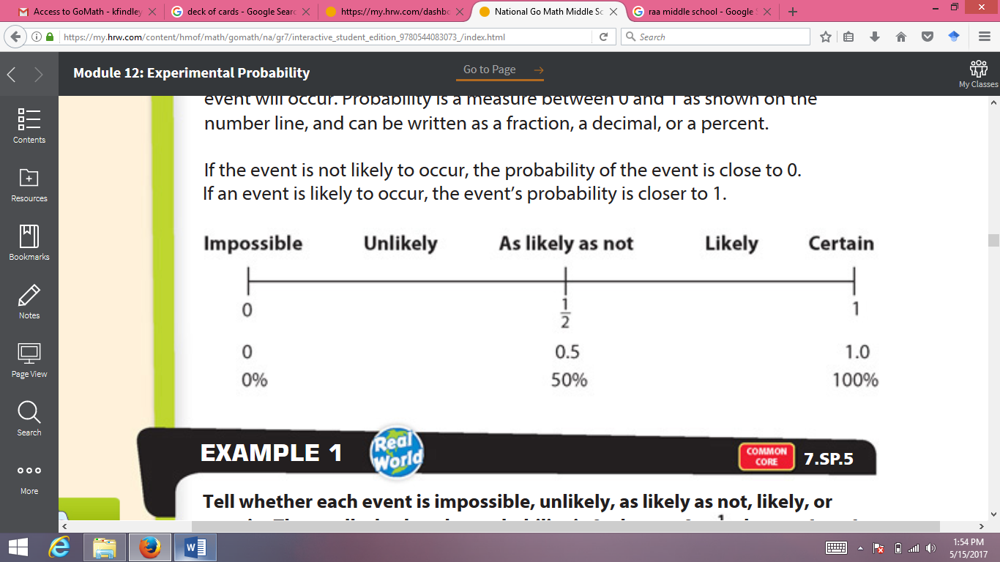 Access to GoMath - kfindley
deck of cards - Google Searc
https://my.hrw.com/dashbo
National Go Math Middle Sc
raa middle school - Google
https://my.hrw.com/content/hmof/math/gomath/na/gr7/interactive_student_edition_9780544083073_/index.html
Search
Module 12: Experimental Probability
Go to Page
My Classes
Contents
Resources
Bookmarks
Notes
Page View
Search
More
event will occur. Probability is a measure between 0 and 1 as shown on the
number line, and can be written as a fraction, a decimal, or a percent.
If the event is not likely to occur, the probability of the event is close to 0.
If an event is likely to occur, the event's probability is closer to 1.
Impossible Unlikely As likely as not Likely Certain
0 1/2 1
0 0.5 1.0
0% 50% 100%
EXAMPLE 1 Real World COMMON CORE 7.SP.5
Tell whether each event is impossible, unlikely, as likely as not, likely, or
1:54 PM
5/15/2017